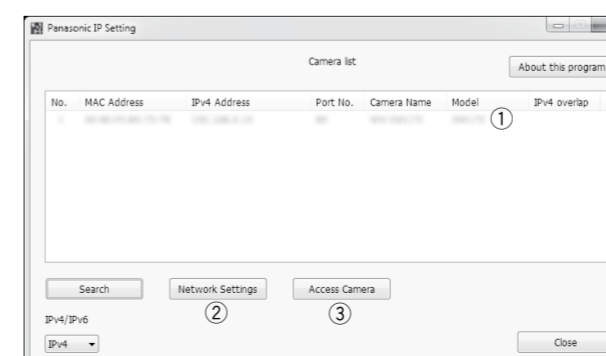 Panasonic IP Setting
Camera list
About this program
No. MAC Address IPv4 Address Port No. Camera Name Model IPv4 overlap
①
Search Network Settings Access Camera
② ③
IPv4/IPv6
IPv4 Close